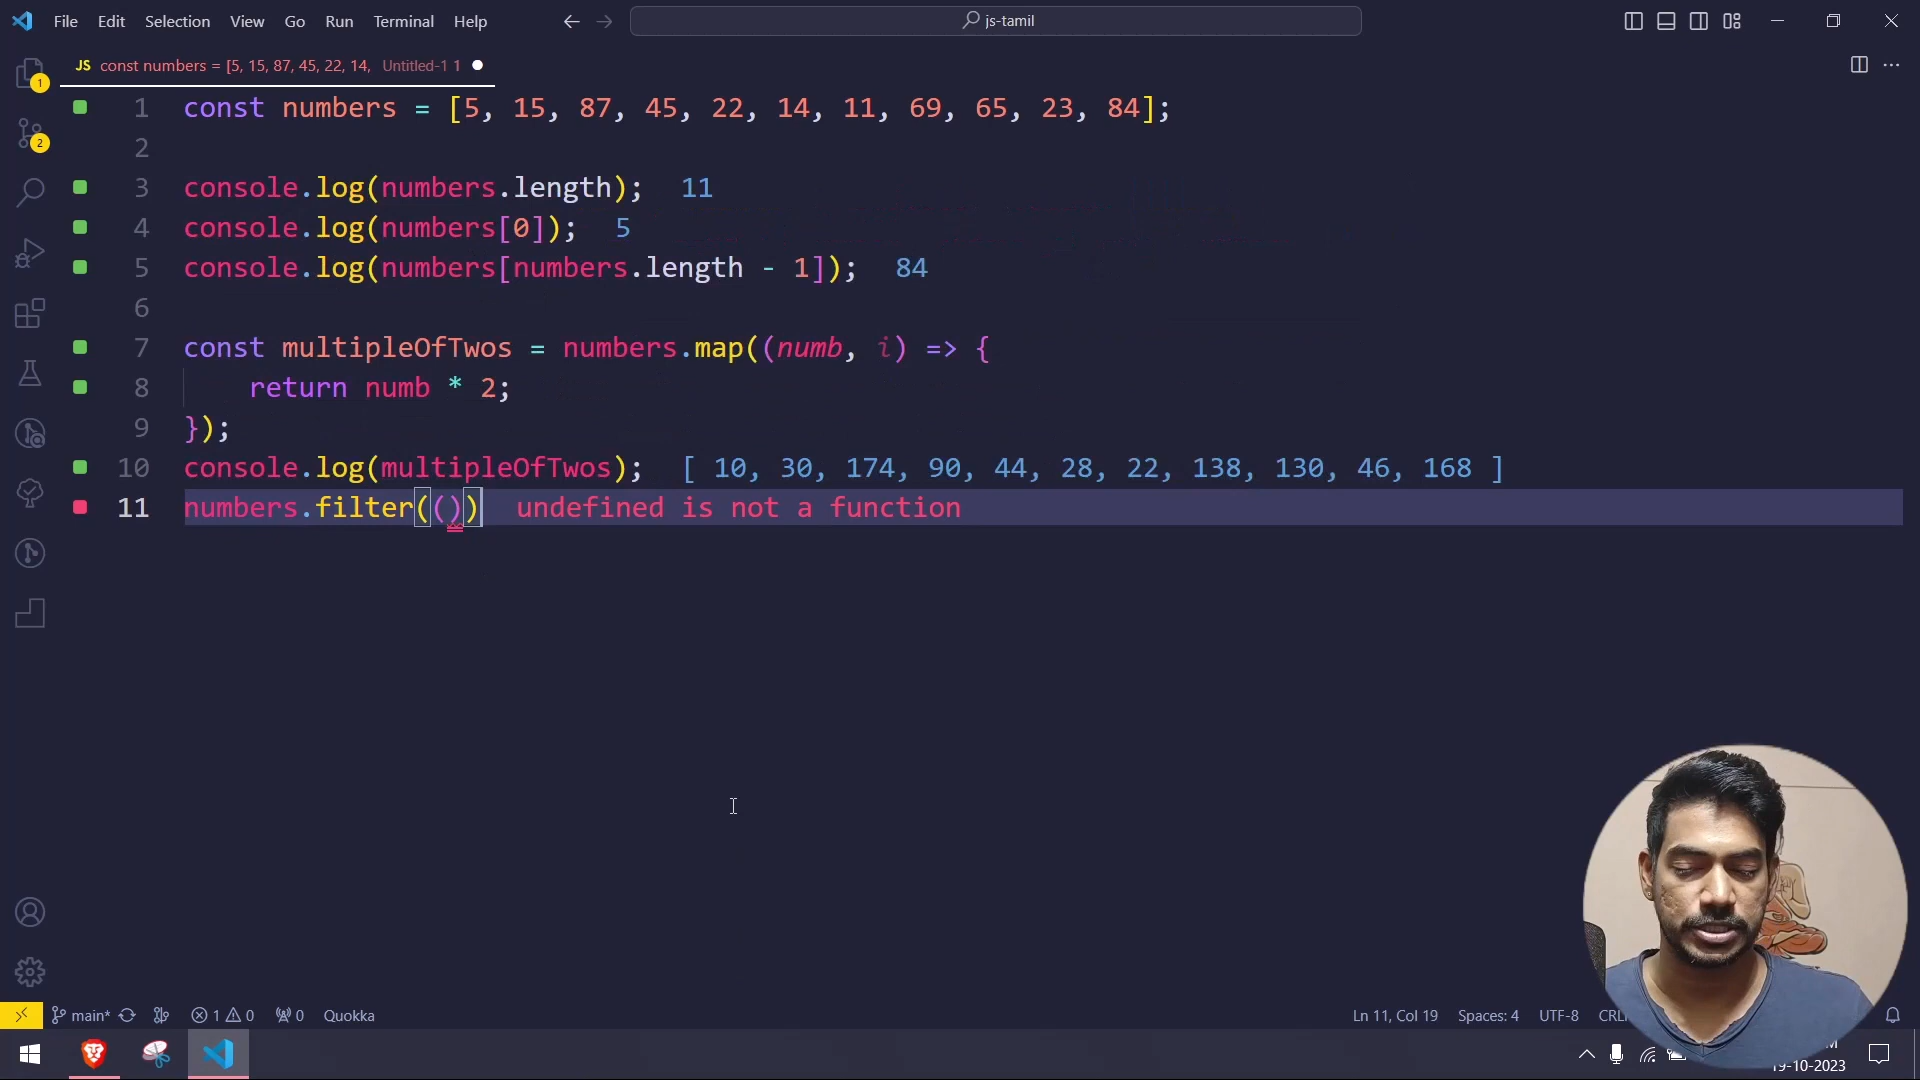 File Edit Selection View Go Run Terminal Help
js-tamil
JS const numbers = [5, 15, 87, 45, 22, 14, Untitled-1 1
1
2
1 const numbers = [5, 15, 87, 45, 22, 14, 11, 69, 65, 23, 84];
2
3 console.log(numbers.length); 11
4 console.log(numbers[0]); 5
5 console.log(numbers[numbers.length - 1]); 84
6
7 const multipleOfTwos = numbers.map((numb, i) => {
8 return numb * 2;
9 });
10 console.log(multipleOfTwos); [ 10, 30, 174, 90, 44, 28, 22, 138, 130, 46, 168 ]
11 numbers.filter(()) undefined is not a function
main* 1 0 0 Quokka Ln 11, Col 19 Spaces: 4 UTF-8
19-10-2023